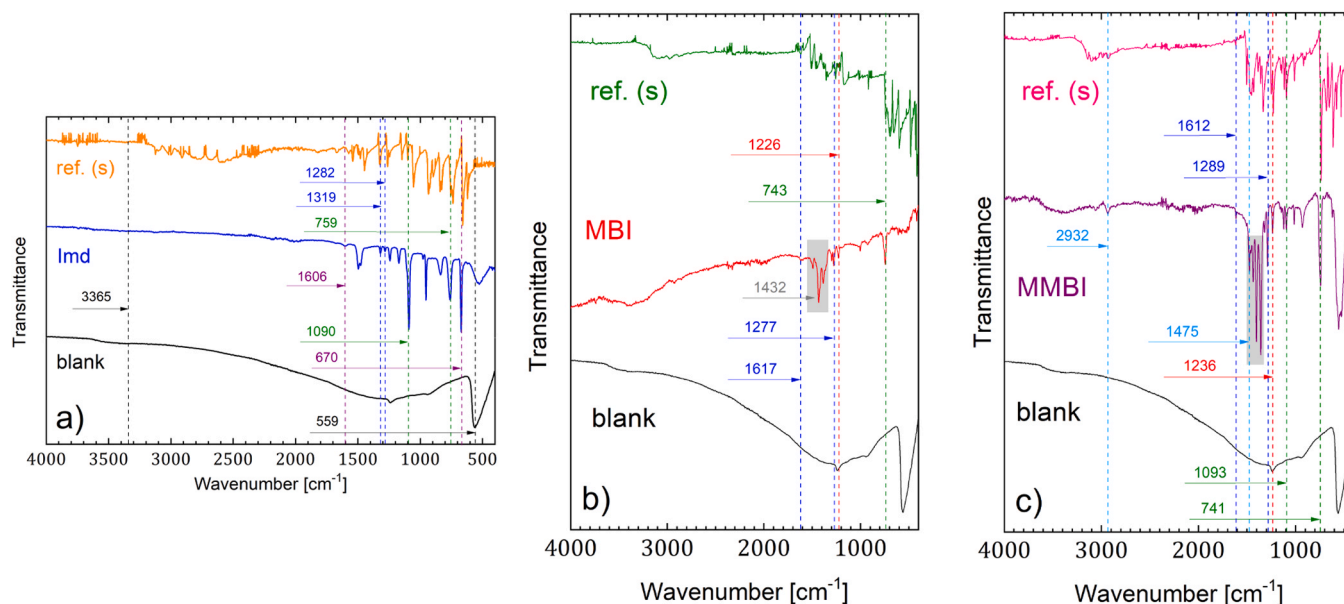 ref. (s)
1282
1319
759
Imd
1606
3365
1090
blank
670
a)
559
Transmittance
4000 3500 3000 2500 2000 1500 1000 500
Wavenumber [cm⁻¹]
ref. (s)
1226
743
MBI
1432
1277
1617
blank
b)
Transmittance
4000 3000 2000 1000
Wavenumber [cm⁻¹]
ref. (s)
1612
1289
2932
MMBI
1475
1236
blank
1093
c)
741
Transmittance
4000 3000 2000 1000
Wavenumber [cm⁻¹]